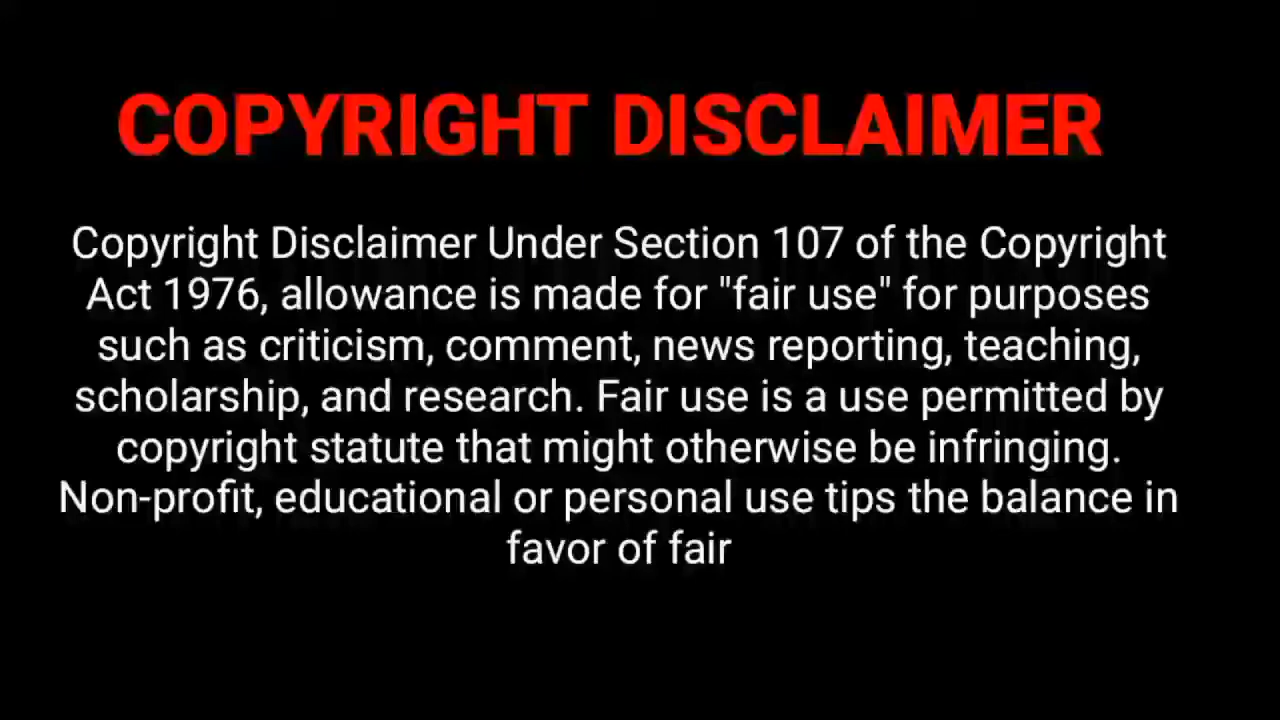 COPYRIGHT DISCLAIMER
Copyright Disclaimer Under Section 107 of the Copyright
Act 1976, allowance is made for "fair use" for purposes
such as criticism, comment, news reporting, teaching,
scholarship, and research. Fair use is a use permitted by
copyright statute that might otherwise be infringing.
Non-profit, educational or personal use tips the balance in
favor of fair